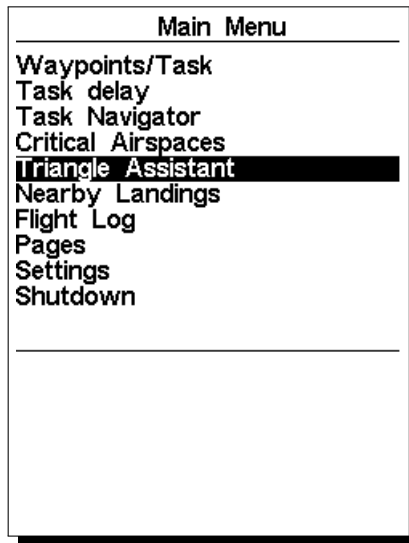 Main Menu
Waypoints/Task
Task delay
Task Navigator
Critical Airspaces
Triangle Assistant
Nearby Landings
Flight Log
Pages
Settings
Shutdown